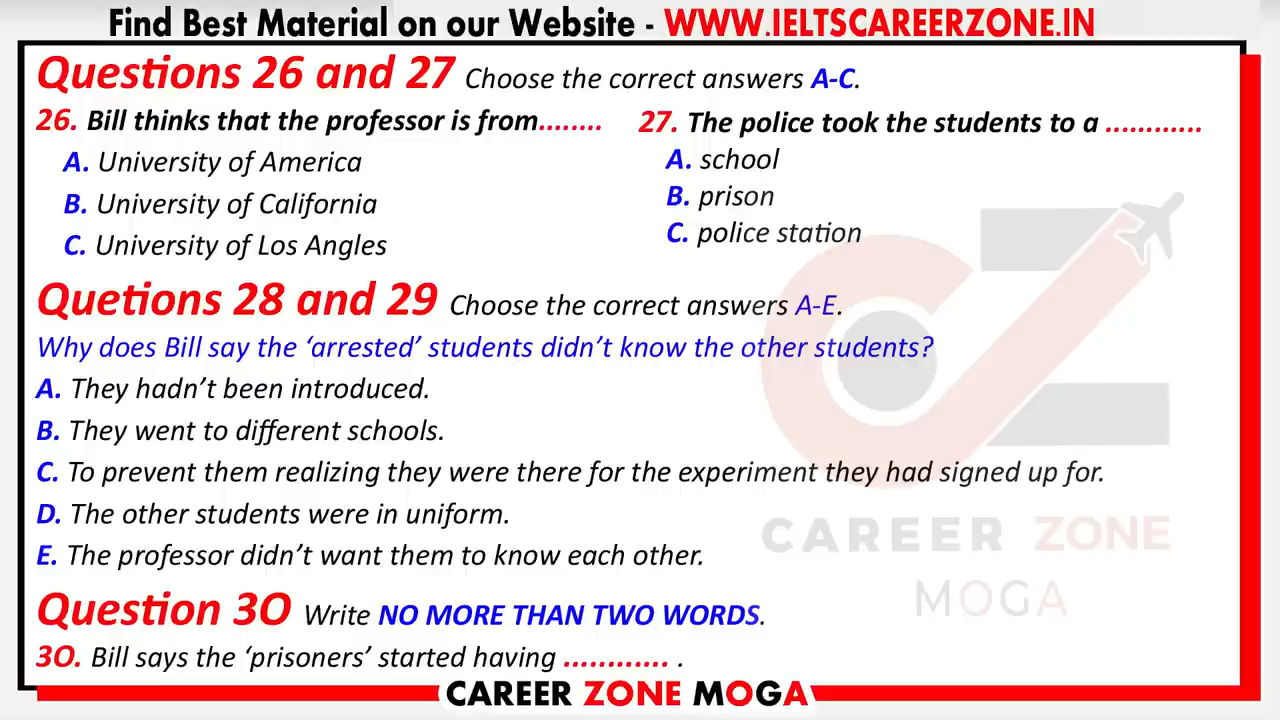 Find Best Material on our Website - WWW.IELTSCAREERZONE.IN
Questions 26 and 27 Choose the correct answers A-C.
26. Bill thinks that the professor is from........
A. University of America
B. University of California
C. University of Los Angles
27. The police took the students to a ............
A. school
B. prison
C. police station
Quetions 28 and 29 Choose the correct answers A-E.
Why does Bill say the ‘arrested’ students didn’t know the other students?
A. They hadn’t been introduced.
B. They went to different schools.
C. To prevent them realizing they were there for the experiment they had signed up for.
D. The other students were in uniform.
E. The professor didn’t want them to know each other.
CAREER ZONE
MOGA
Question 3O Write NO MORE THAN TWO WORDS.
3O. Bill says the ‘prisoners’ started having ............ .
CAREER ZONE MOGA